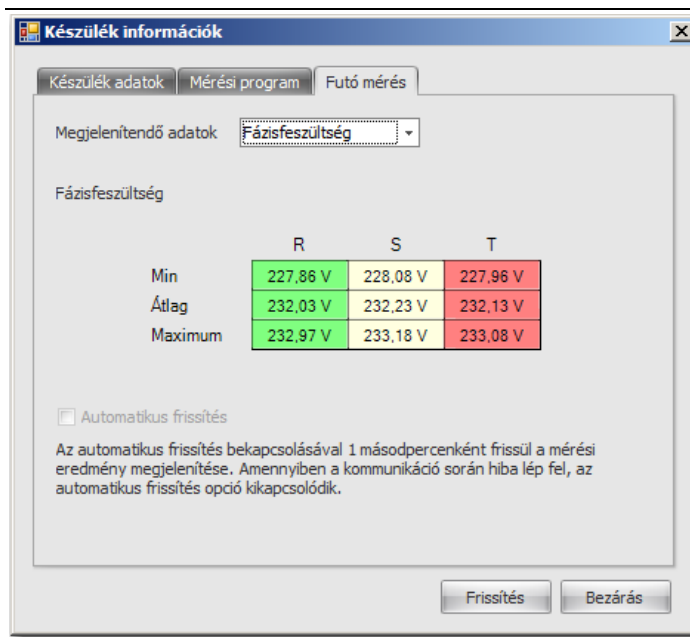 Készülék információk
Készülék adatok Mérési program Futó mérés
Megjelenítendő adatok Fázisfeszültség
Fázisfeszültség
R S T
Min 227,86 V 228,08 V 227,96 V
Átlag 232,03 V 232,23 V 232,13 V
Maximum 232,97 V 233,18 V 233,08 V
Automatikus frissítés
Az automatikus frissítés bekapcsolásával 1 másodpercenként frissül a mérési
eredmény megjelenítése. Amennyiben a kommunikáció során hiba lép fel, az
automatikus frissítés opció kikapcsolódik.
Frissítés Bezárás